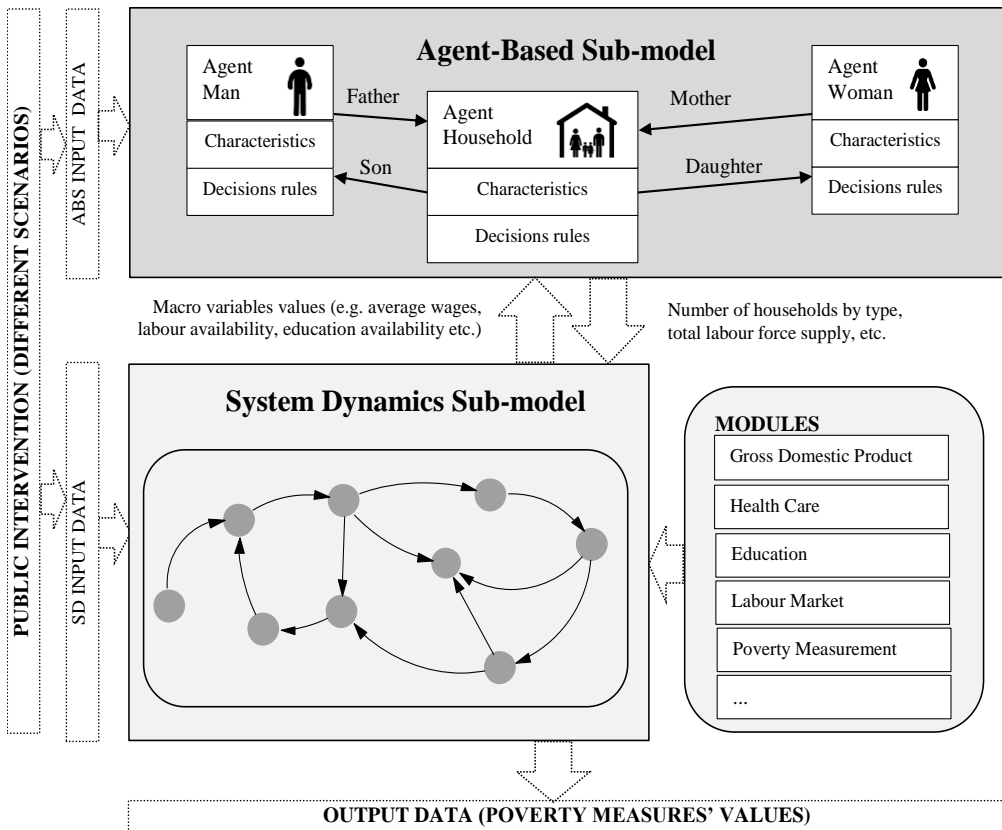 PUBLIC INTERVENTION (DIFFERENT SCENARIOS)
ABS INPUT DATA
SD INPUT DATA
Agent-Based Sub-model
Agent
Man
Characteristics
Decisions rules
Father
Son
Agent
Household
Characteristics
Decisions rules
Mother
Daughter
Agent
Woman
Characteristics
Decisions rules
Macro variables values (e.g. average wages,
labour availability, education availability etc.)
Number of households by type,
total labour force supply, etc.
System Dynamics Sub-model
MODULES
Gross Domestic Product
Health Care
Education
Labour Market
Poverty Measurement
...
OUTPUT DATA (POVERTY MEASURES’ VALUES)